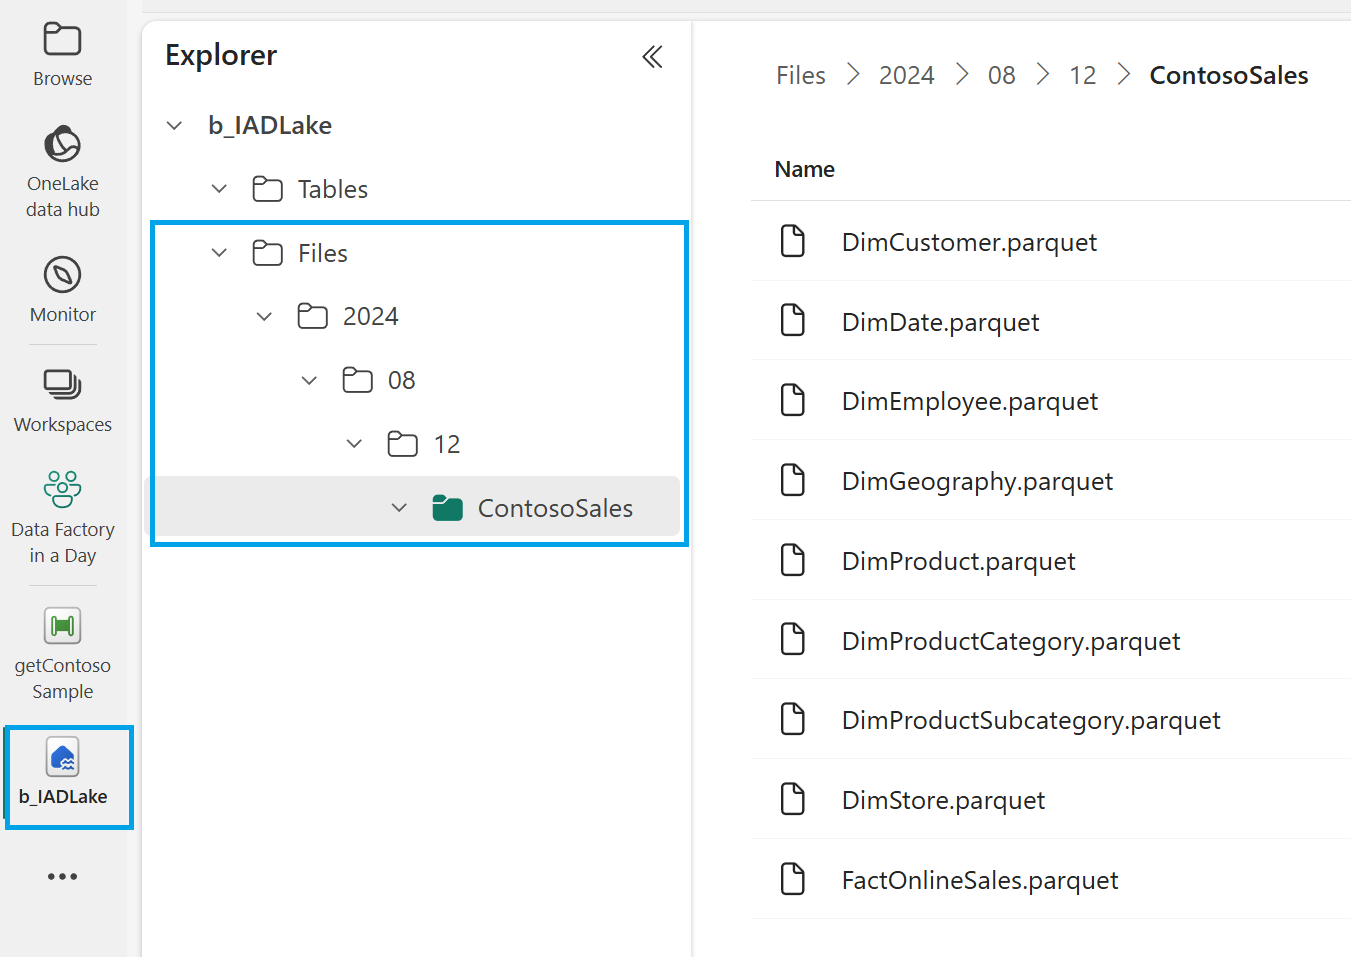 Browse
OneLake
data hub
Monitor
Workspaces
Data Factory
in a Day
getContoso
Sample
b_IADLake
Explorer
b_IADLake
Tables
Files
2024
08
12
ContosoSales
Files > 2024 > 08 > 12 > ContosoSales
Name
DimCustomer.parquet
DimDate.parquet
DimEmployee.parquet
DimGeography.parquet
DimProduct.parquet
DimProductCategory.parquet
DimProductSubcategory.parquet
DimStore.parquet
FactOnlineSales.parquet